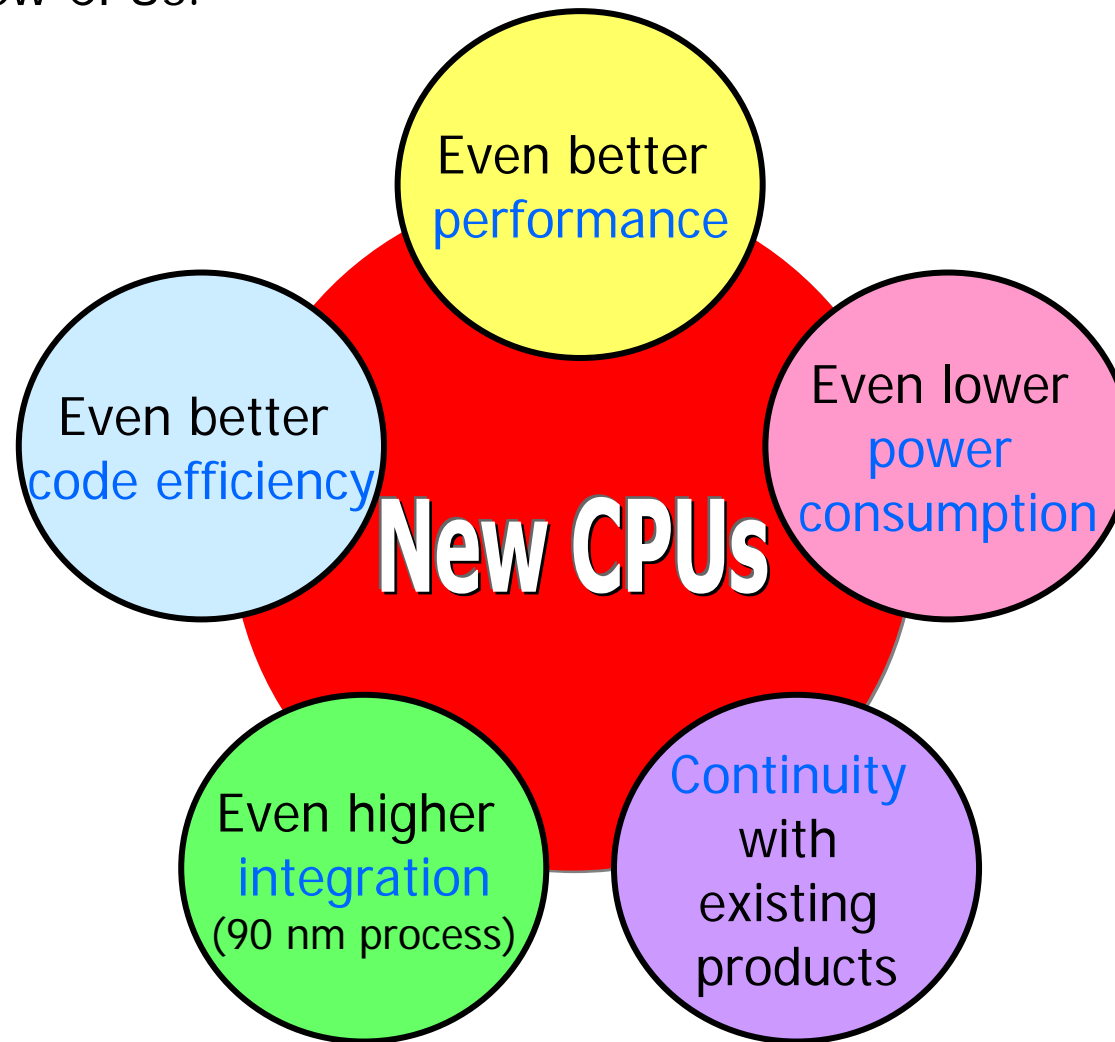 Even better
performance
Even better
code efficiency
Even lower
power
consumption
New CPUs
Even higher
integration
(90 nm process)
Continuity
with
existing
products